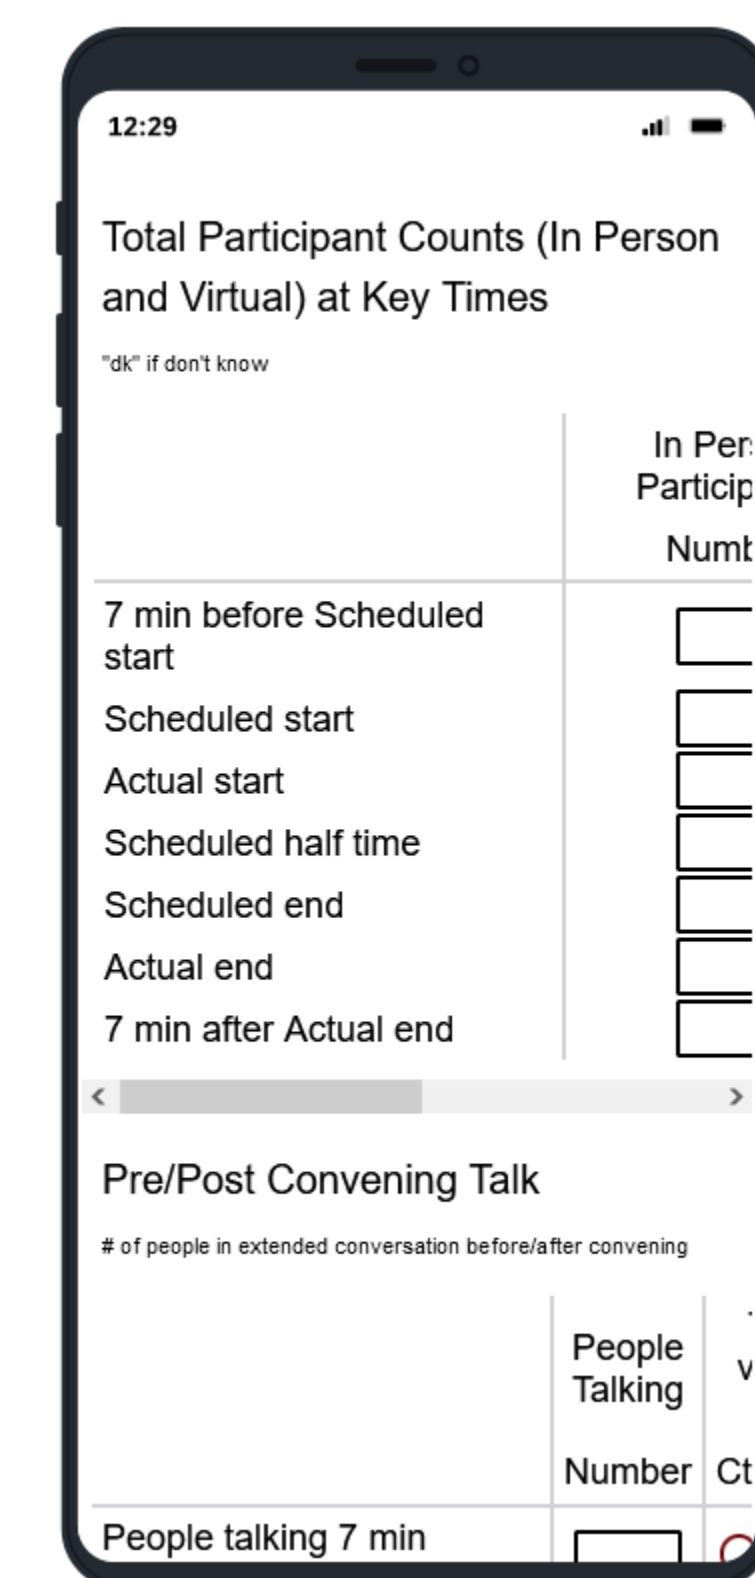 12:29
Total Participant Counts (In Person
and Virtual) at Key Times
"dk" if don't know
In Per
Particip
Numb
7 min before Scheduled
start
Scheduled start
Actual start
Scheduled half time
Scheduled end
Actual end
7 min after Actual end
Pre/Post Convening Talk
# of people in extended conversation before/after convening
People
Talking
Number
Ct
People talking 7 min